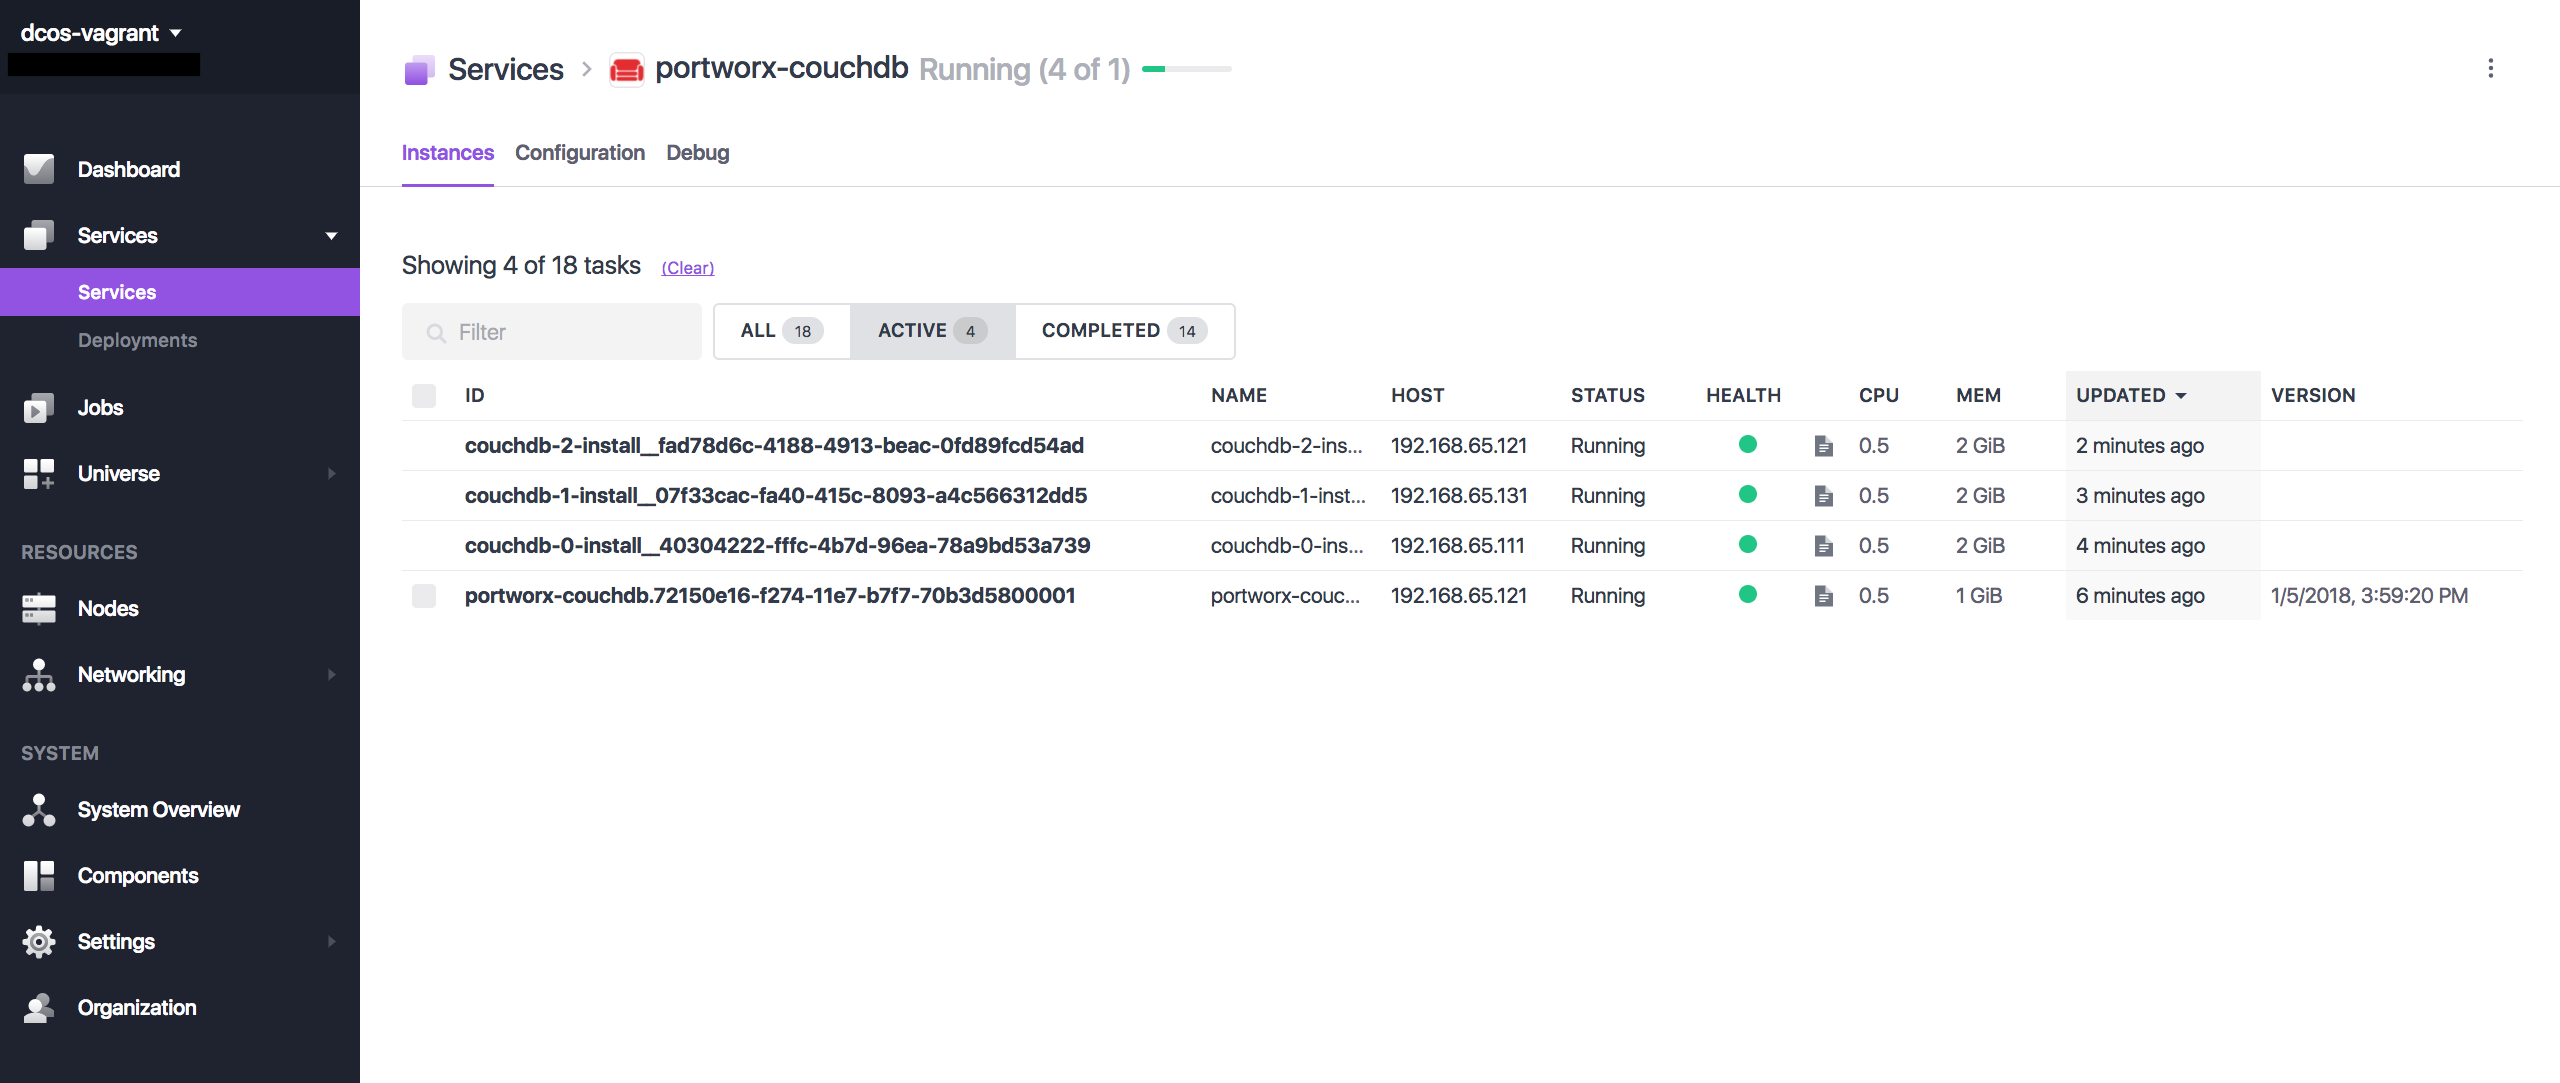 dcos-vagrant
Dashboard
Services
Services
Deployments
Jobs
Universe
RESOURCES
Nodes
Networking
SYSTEM
System Overview
Components
Settings
Organization
Services portworx-couchdb Running (4 of 1)
Instances Configuration Debug
Showing 4 of 18 tasks (Clear)
Filter ALL 18 ACTIVE 4 COMPLETED 14
ID NAME HOST STATUS HEALTH CPU MEM UPDATED VERSION
couchdb-2-install__fad78d6c-4188-4913-beac-0fd89fcd54ad couchdb-2-ins... 192.168.65.121 Running 0.5 2 GiB 2 minutes ago
couchdb-1-install__07f33cac-fa40-415c-8093-a4c566312dd5 couchdb-1-inst... 192.168.65.131 Running 0.5 2 GiB 3 minutes ago
couchdb-0-install__40304222-fffc-4b7d-96ea-78a9bd53a739 couchdb-0-ins... 192.168.65.111 Running 0.5 2 GiB 4 minutes ago
portworx-couchdb.72150e16-f274-11e7-b7f7-70b3d5800001 portworx-couc... 192.168.65.121 Running 0.5 1 GiB 6 minutes ago 1/5/2018, 3:59:20 PM